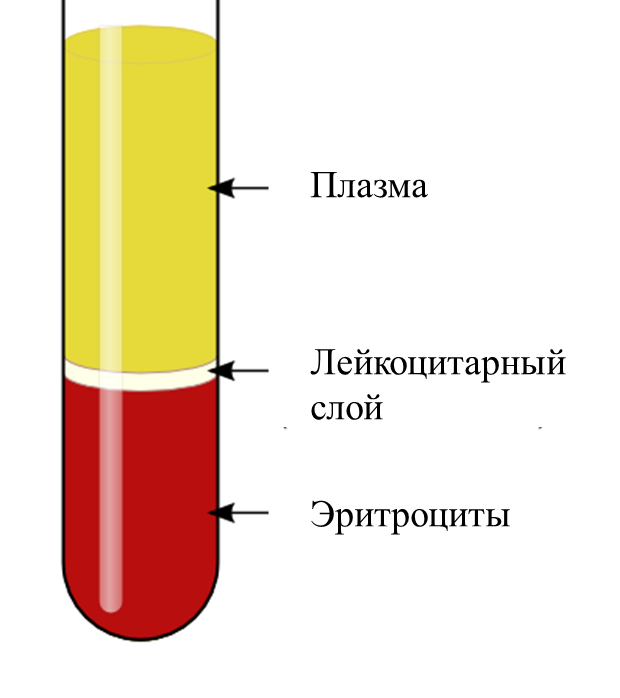 Плазма
Лейкоцитарный
слой
Эритроциты